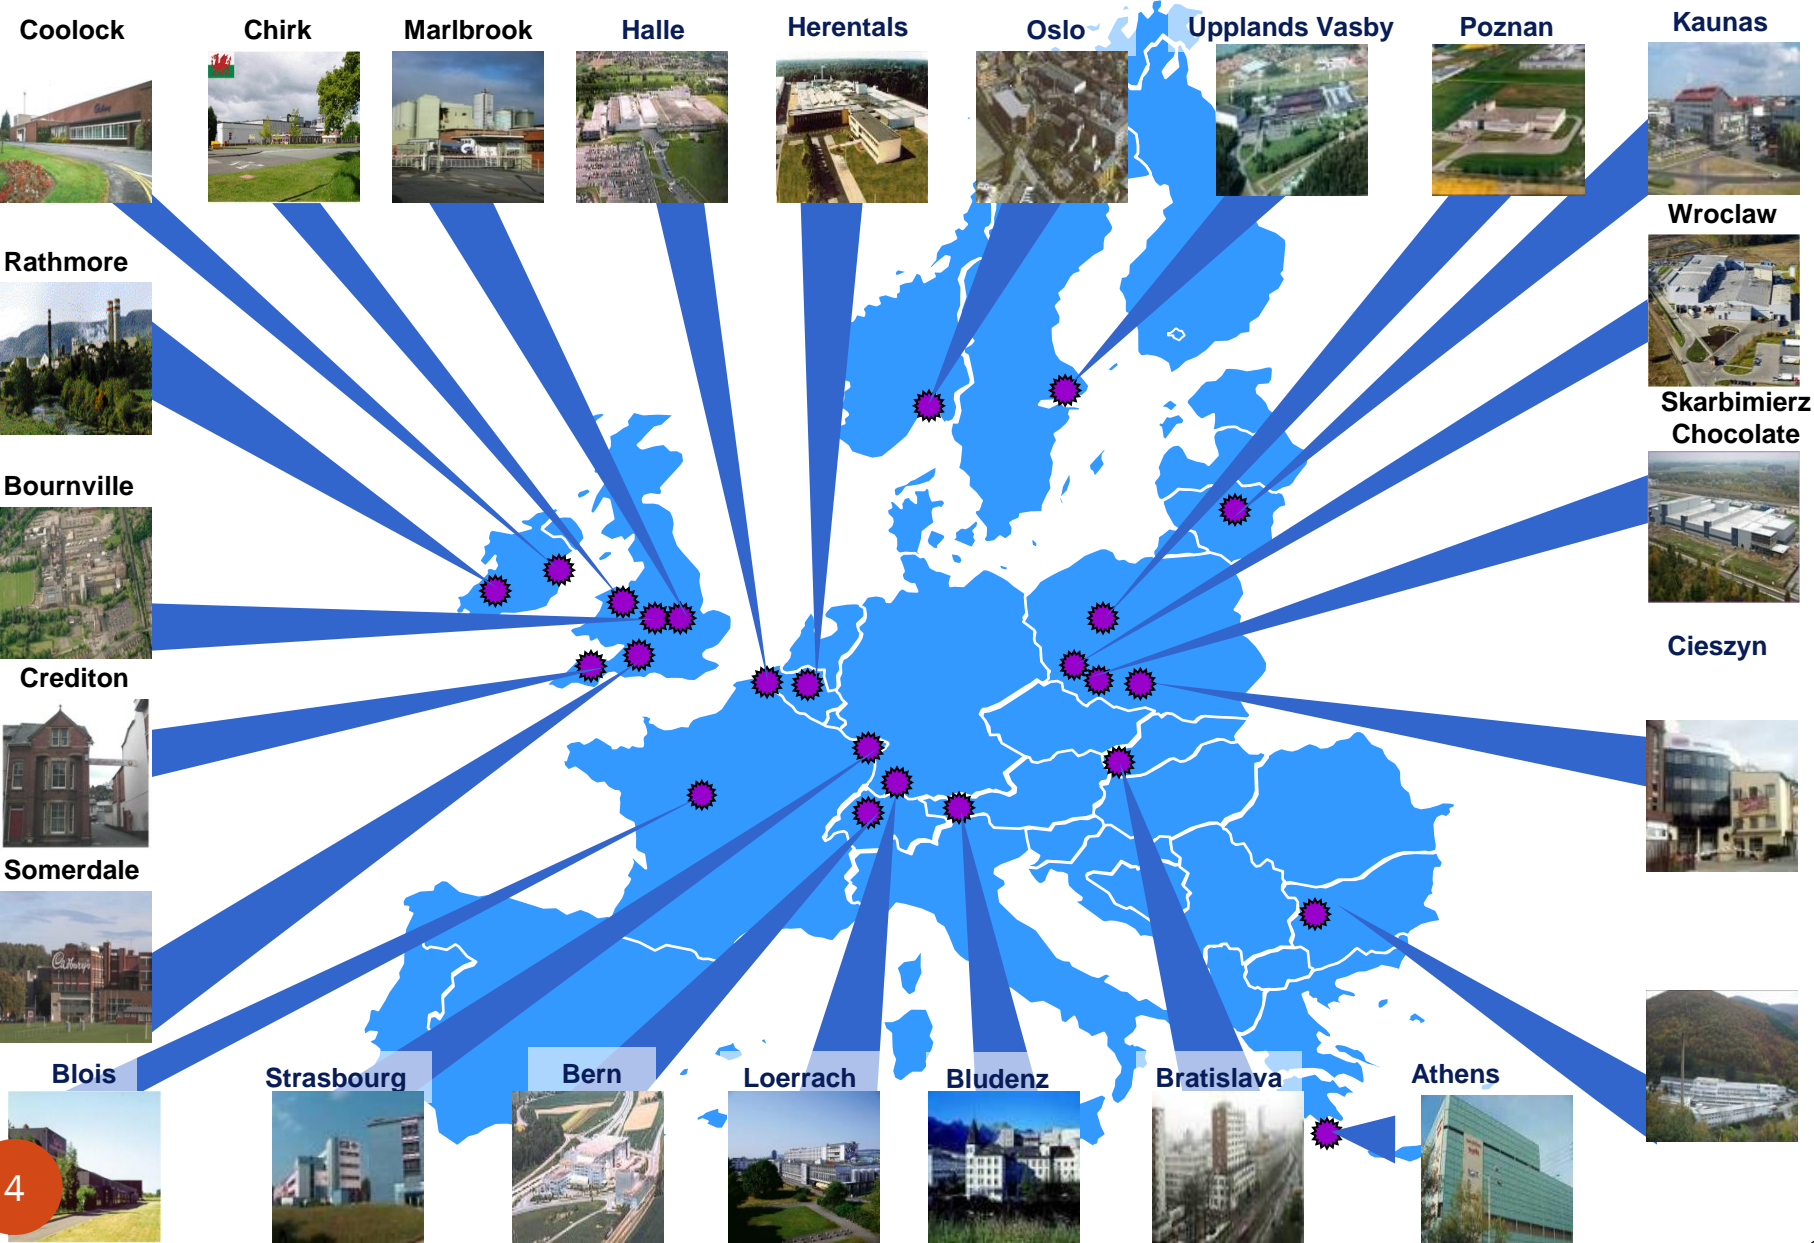 Coolock
Chirk
Marlbrook
Halle
Herentals
Oslo
Upplands Vasby
Poznan
Kaunas
Wroclaw
Rathmore
Skarbimierz
Chocolate
Bournville
Cieszyn
Crediton
Somerdale
Cadbury
Blois
Strasbourg
Bern
Loerrach
Bludenz
Bratislava
Athens
4